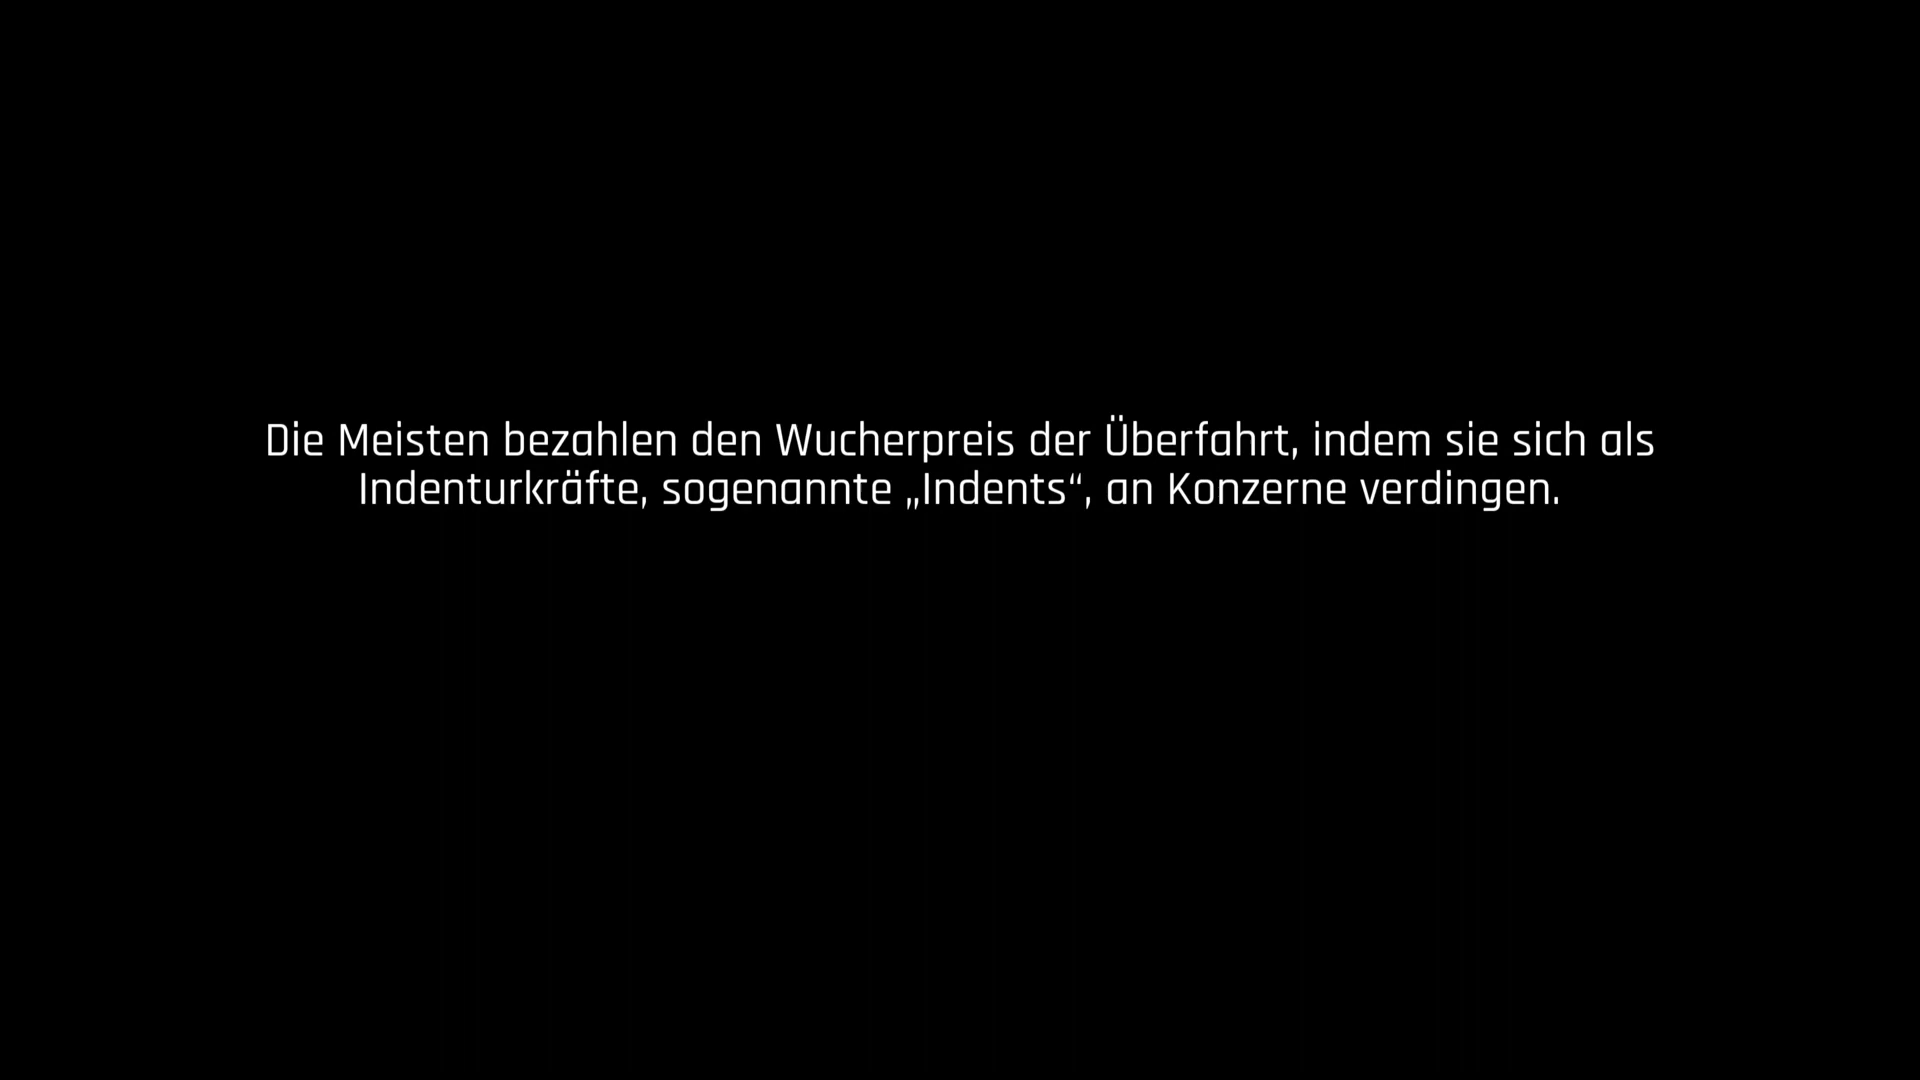 Die Meisten bezahlen den Wucherpreis der Überfahrt, indem sie sich als
Indenturkräfte, sogenannte „Indents“, an Konzerne verdingen.